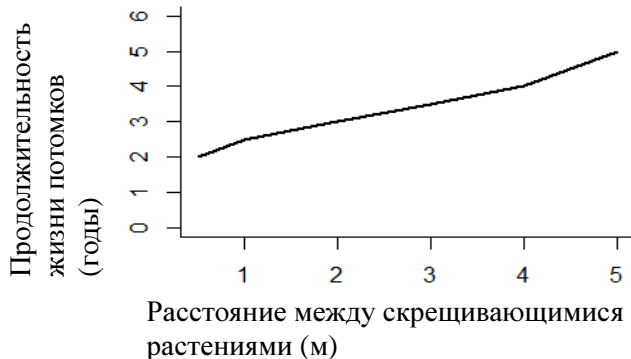 Продолжительность
жизни потомков
(годы)
6
5
4
3
2
1
0
1 2 3 4 5
Расстояние между скрещивающимися
растениями (м)